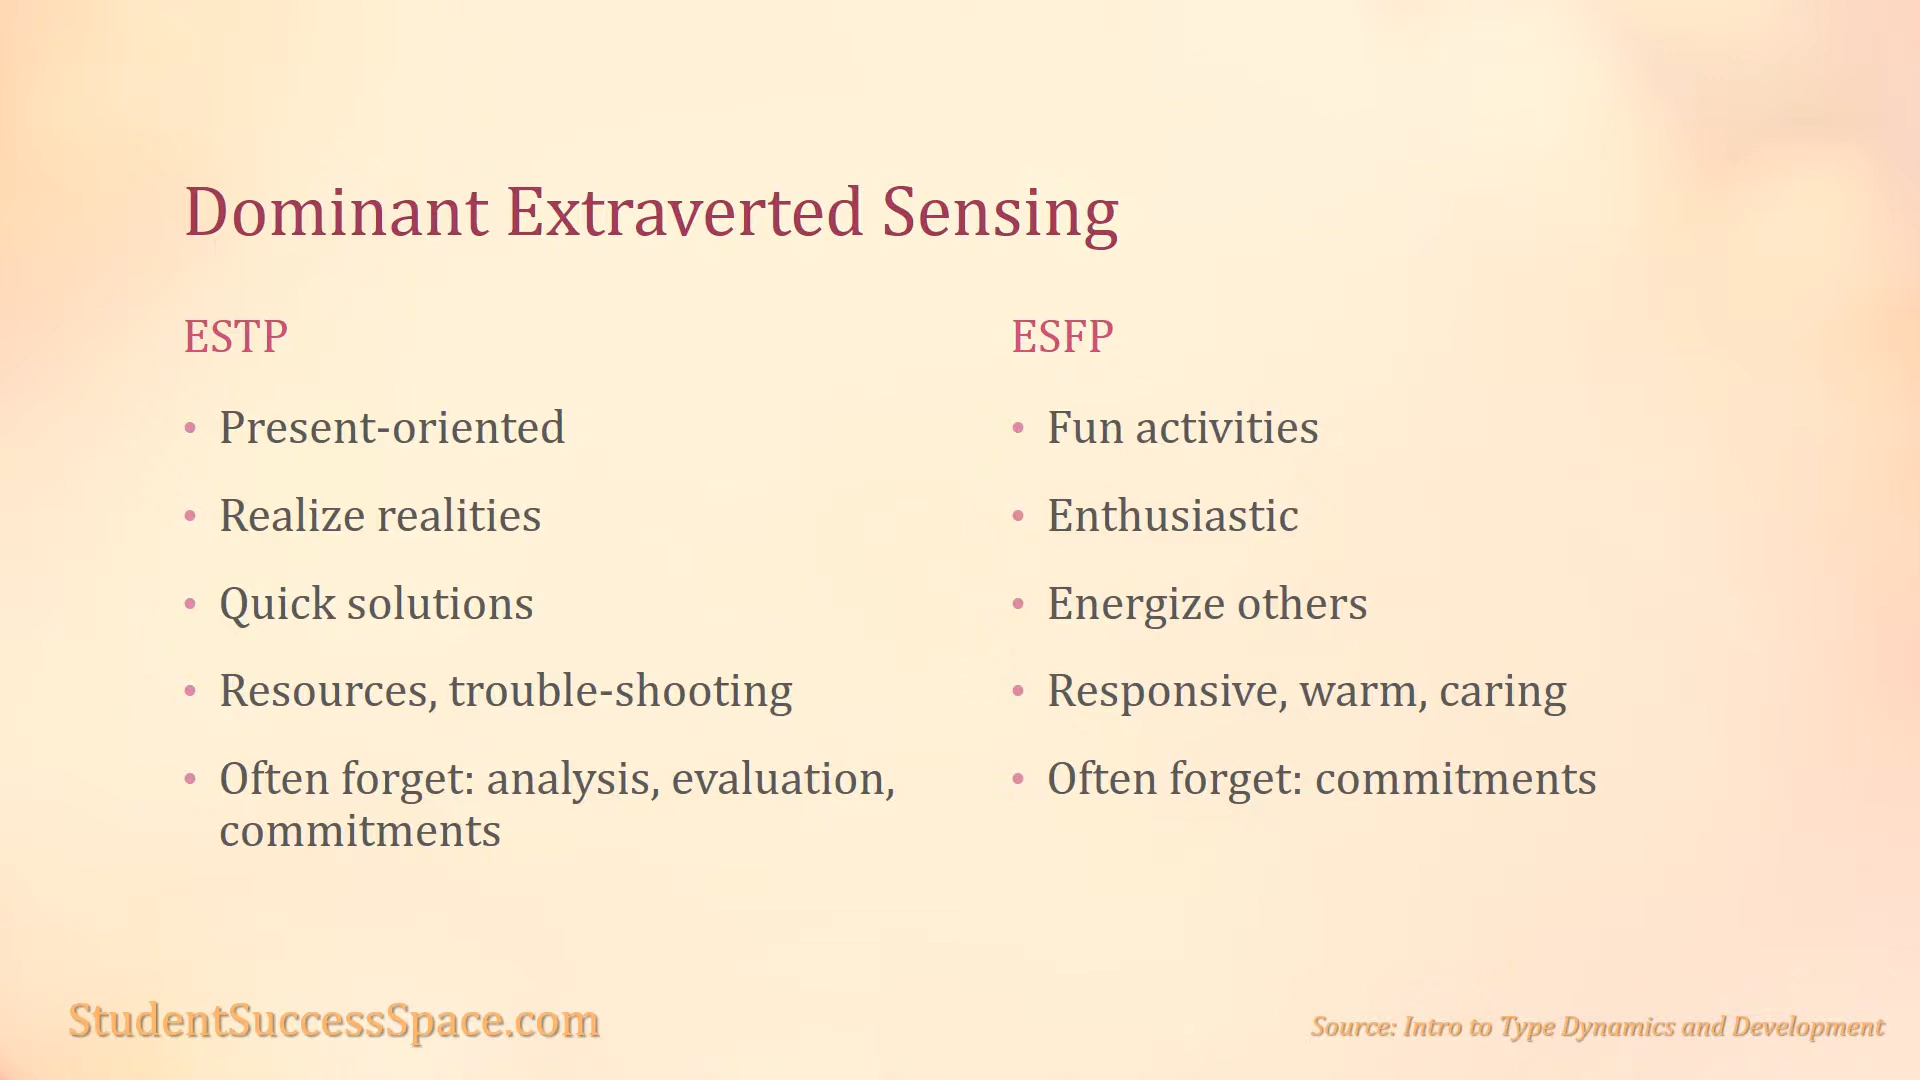 Dominant Extraverted Sensing
ESTP
• Present-oriented
• Realize realities
• Quick solutions
• Resources, trouble-shooting
• Often forget: analysis, evaluation,
commitments
ESFP
• Fun activities
• Enthusiastic
• Energize others
• Responsive, warm, caring
• Often forget: commitments
StudentSuccessSpace.com
Source: Intro to Type Dynamics and Development